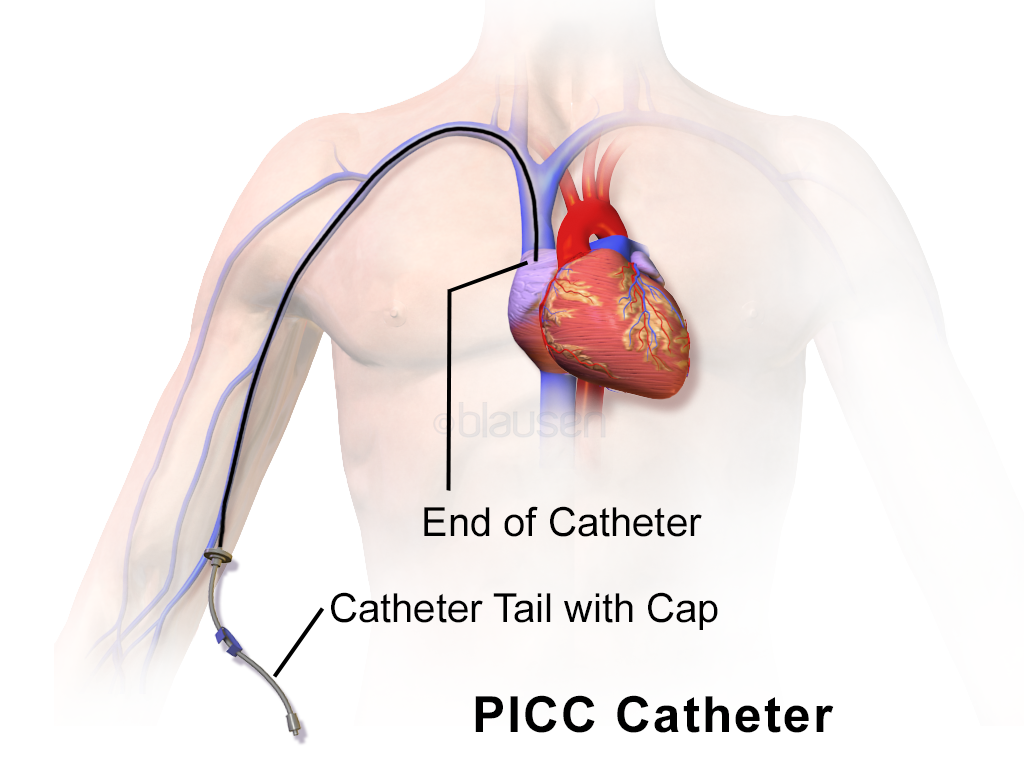 ©blausen
End of Catheter
Catheter Tail with Cap
PICC Catheter